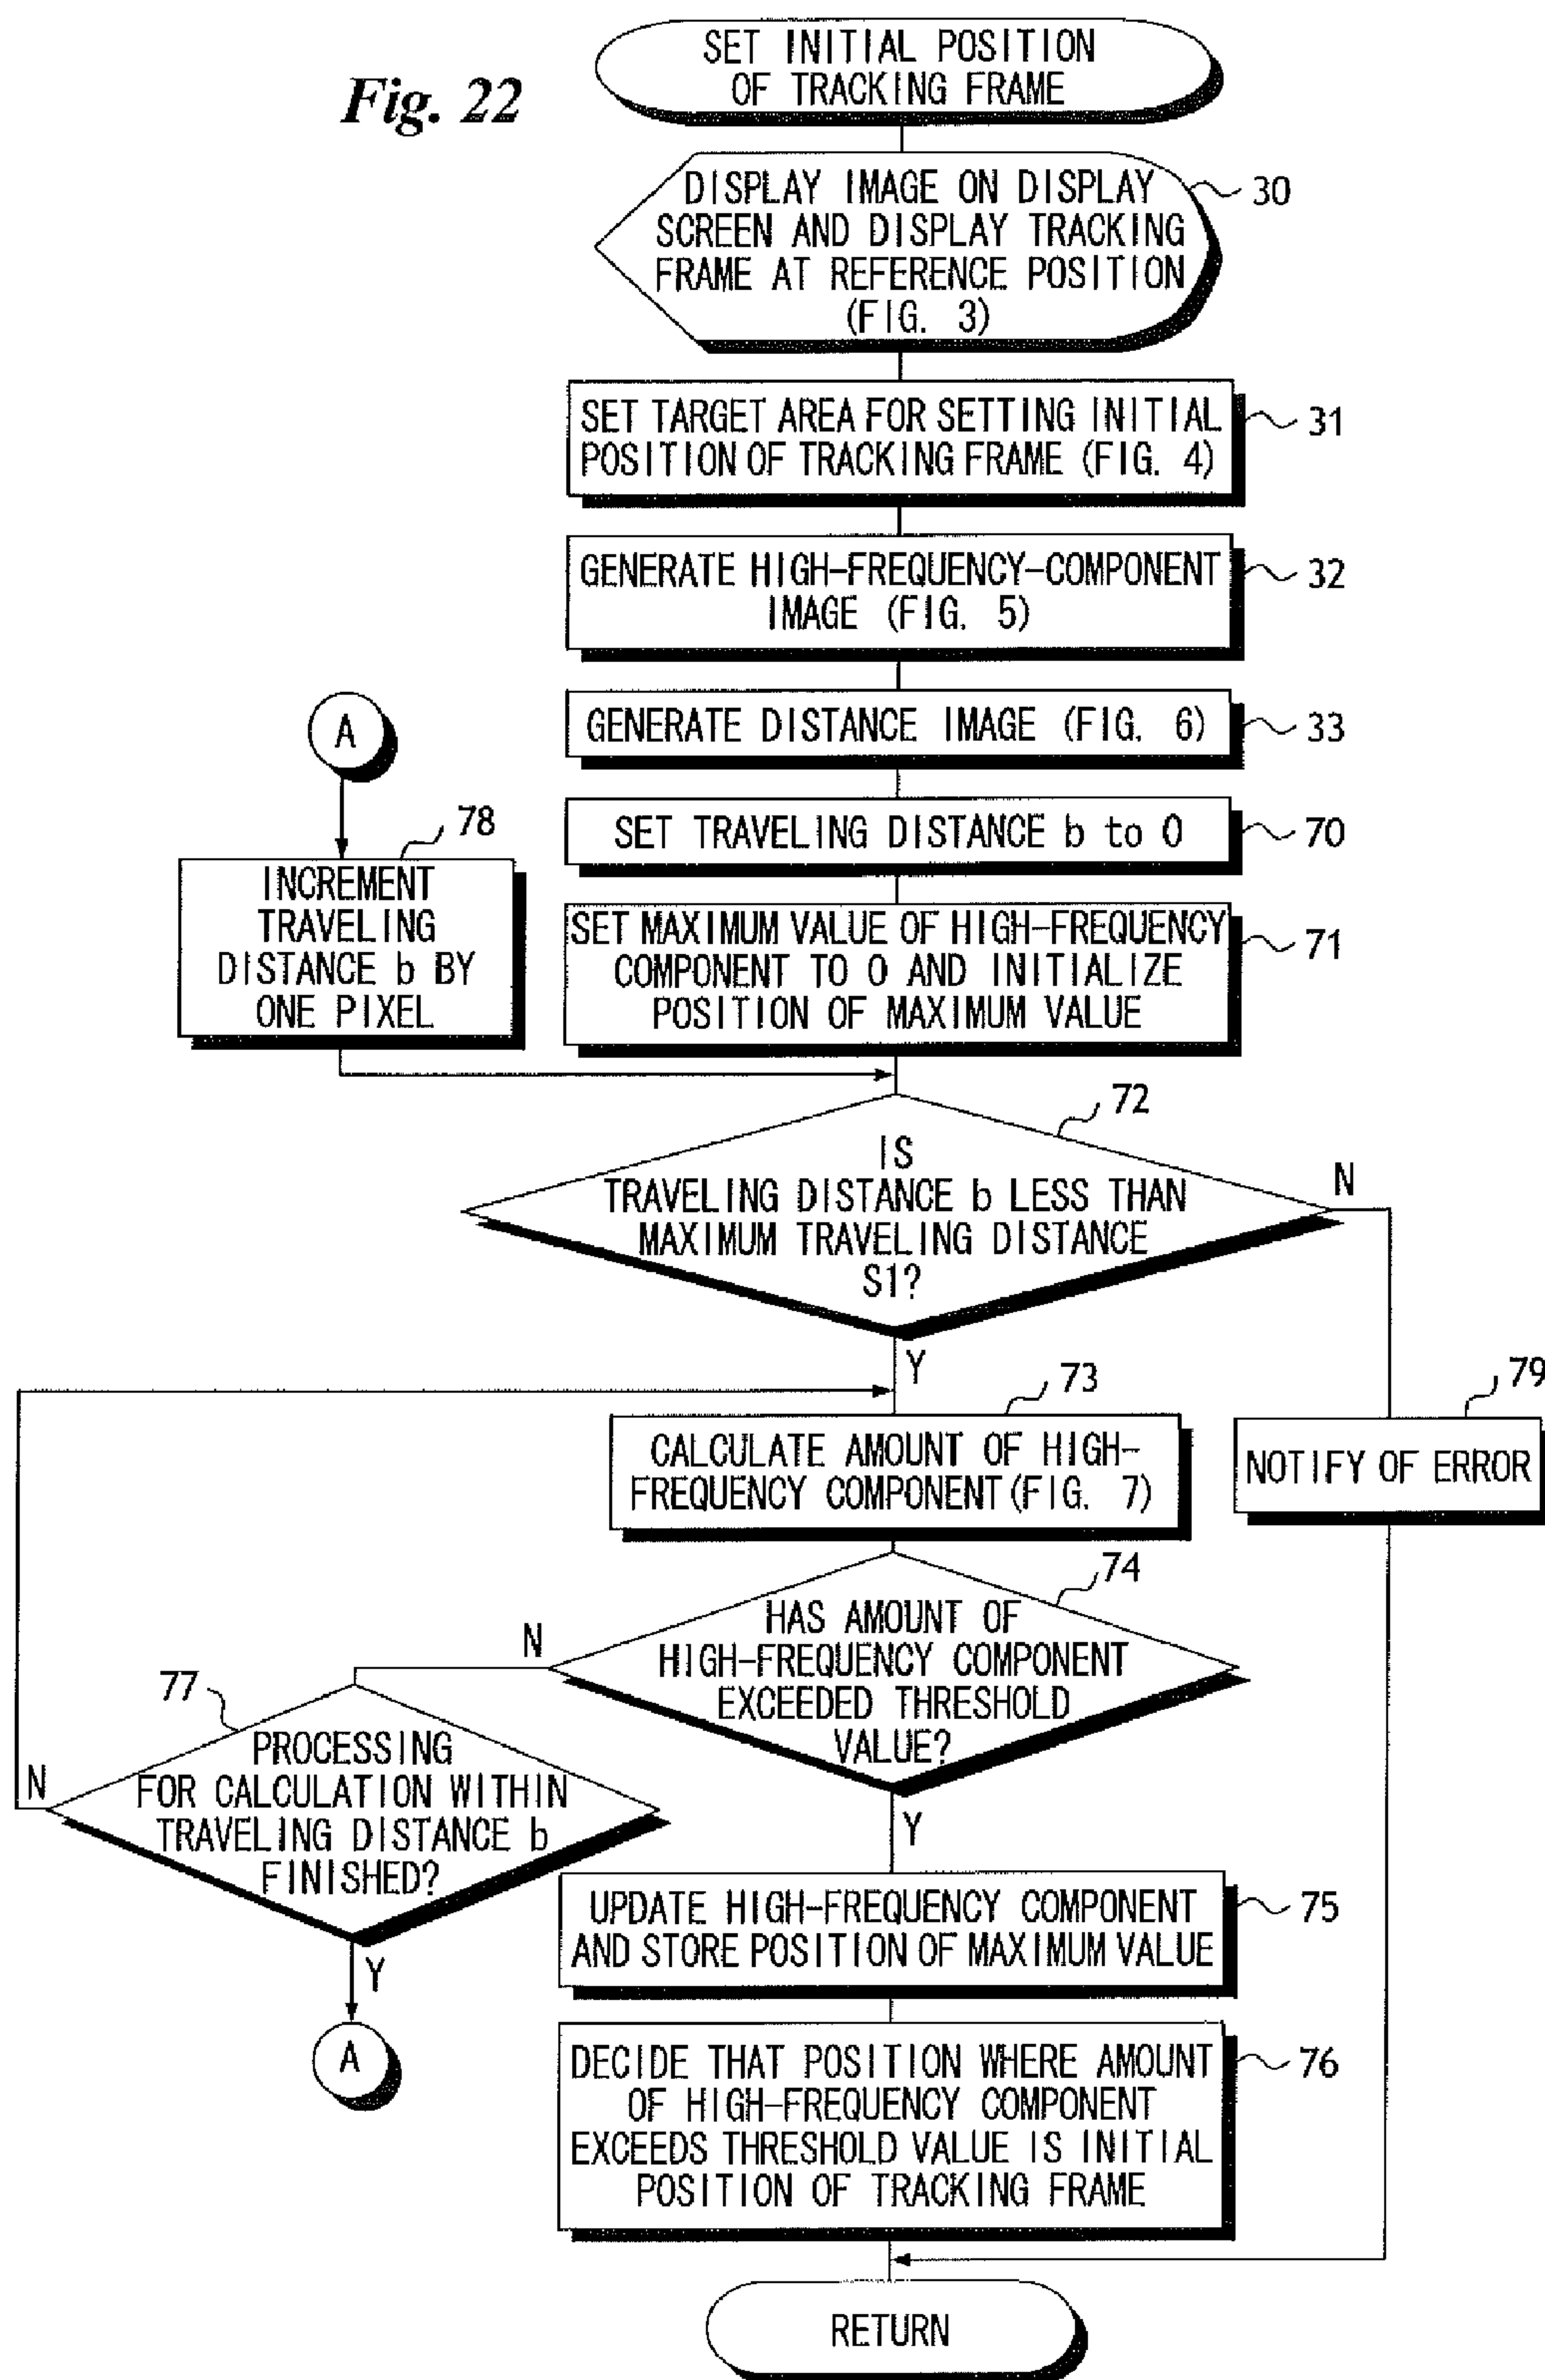 Fig. 22
SET INITIAL POSITION
OF TRACKING FRAME
DISPLAY IMAGE ON DISPLAY
SCREEN AND DISPLAY TRACKING
FRAME AT REFERENCE POSITION
(FIG. 3)
30
SET TARGET AREA FOR SETTING INITIAL
POSITION OF TRACKING FRAME (FIG. 4)
31
GENERATE HIGH-FREQUENCY-COMPONENT
IMAGE (FIG. 5)
32
GENERATE DISTANCE IMAGE (FIG. 6)
33
A
SET TRAVELING DISTANCE b to 0
70
78
INCREMENT
TRAVELING
DISTANCE b BY
ONE PIXEL
SET MAXIMUM VALUE OF HIGH-FREQUENCY
COMPONENT TO 0 AND INITIALIZE
POSITION OF MAXIMUM VALUE
71
72
IS
TRAVELING DISTANCE b LESS THAN
MAXIMUM TRAVELING DISTANCE
S1?
N
Y
73
CALCULATE AMOUNT OF HIGH-
FREQUENCY COMPONENT(FIG. 7)
79
NOTIFY OF ERROR
74
HAS AMOUNT OF
HIGH-FREQUENCY COMPONENT
EXCEEDED THRESHOLD
VALUE?
N
Y
77
PROCESSING
FOR CALCULATION WITHIN
TRAVELING DISTANCE b
FINISHED?
N
Y
A
UPDATE HIGH-FREQUENCY COMPONENT
AND STORE POSITION OF MAXIMUM VALUE
75
DECIDE THAT POSITION WHERE AMOUNT
OF HIGH-FREQUENCY COMPONENT
EXCEEDS THRESHOLD VALUE IS INITIAL
POSITION OF TRACKING FRAME
76
RETURN